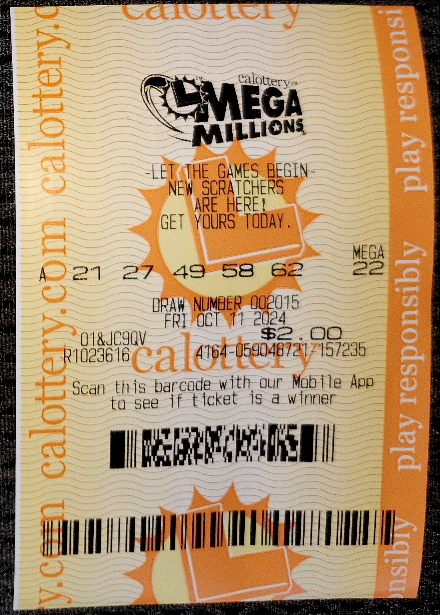 calottery
calottery.com calottery.c
y.com
calottery
MEGA
MILLIONS
-LET THE GAMES BEGIN-
NEW SCRATCHERS
ARE HERE!
GET YOURS TODAY.
MEGA
A 21 27 49 58 62 22
DRAW NUMBER 002015
FRI OCT 11 2024
01&JC9QV $2.00
R1023616 4164-059048721-157235
calottery
Scan this barcode with our Mobile App
to see if ticket is a winner
play responsi
play responsibly
nsibly